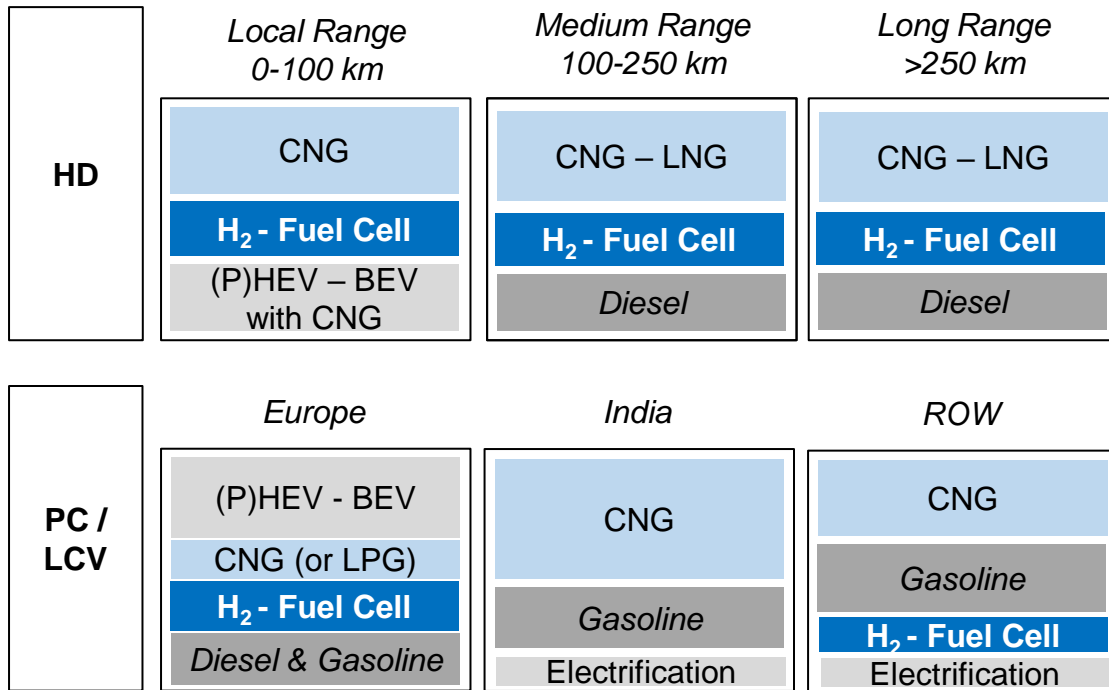 Local Range
0-100 km
Medium Range
100-250 km
Long Range
>250 km
HD
CNG
H₂ - Fuel Cell
(P)HEV – BEV
with CNG
CNG – LNG
H₂ - Fuel Cell
Diesel
CNG – LNG
H₂ - Fuel Cell
Diesel
PC /
LCV
Europe
(P)HEV - BEV
CNG (or LPG)
H₂ - Fuel Cell
Diesel & Gasoline
India
CNG
Gasoline
Electrification
ROW
CNG
Gasoline
H₂ - Fuel Cell
Electrification